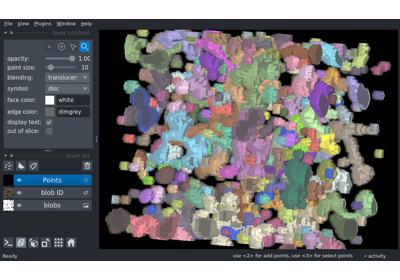 File View Plugins Window Help
layer controls
opacity: 1.00
point size: 10
blending: translucen
symbol: disc
face color: white
edge color: dimgrey
display text:
out of slice:
layer list
Points
blob ID
blobs
Ready
use <2> for add points, use <3> for select points
activity